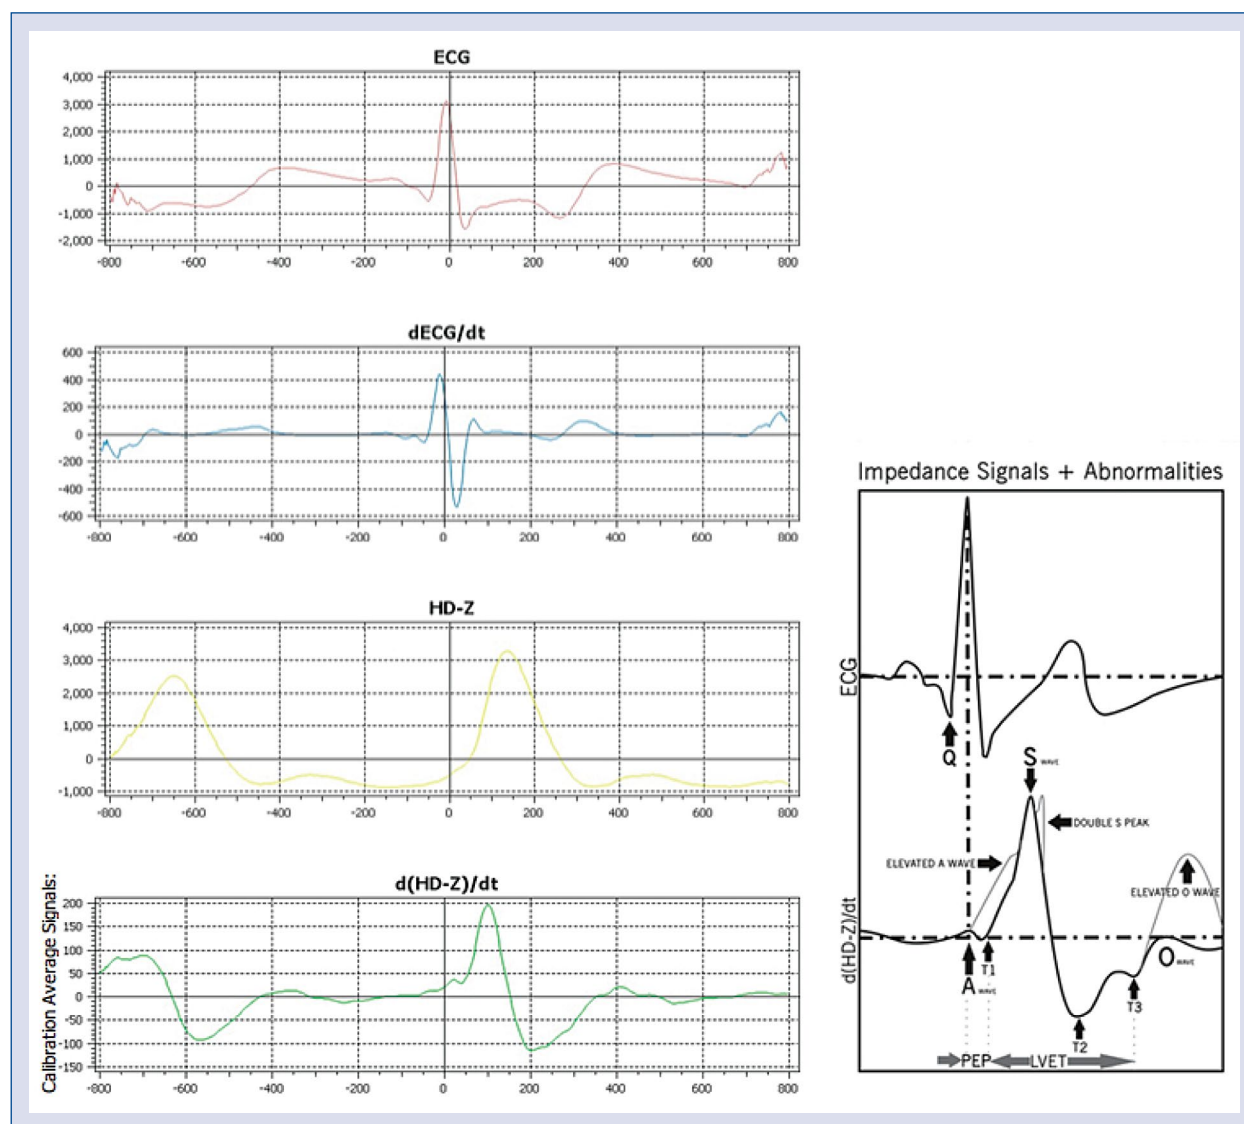 ECG
4,000
3,000
2,000
1,000
0
-1,000
-2,000
-800 -600 -400 -200 0 200 400 600 800
dECG/dt
600
400
200
0
-200
-400
-600
-800 -600 -400 -200 0 200 400 600 800
HD-Z
4,000
3,000
2,000
1,000
0
-1,000
-800 -600 -400 -200 0 200 400 600 800
Calibration Average Signals:
d(HD-Z)/dt
200
150
100
50
0
-50
-100
-150
-800 -600 -400 -200 0 200 400 600 800
Impedance Signals + Abnormalities
ECG
Q
S WAVE
DOUBLE S PEAK
ELEVATED A WAVE
ELEVATED O WAVE
d(HD-Z)/dt
O WAVE
T1
A WAVE
T3
T2
PEP LVET